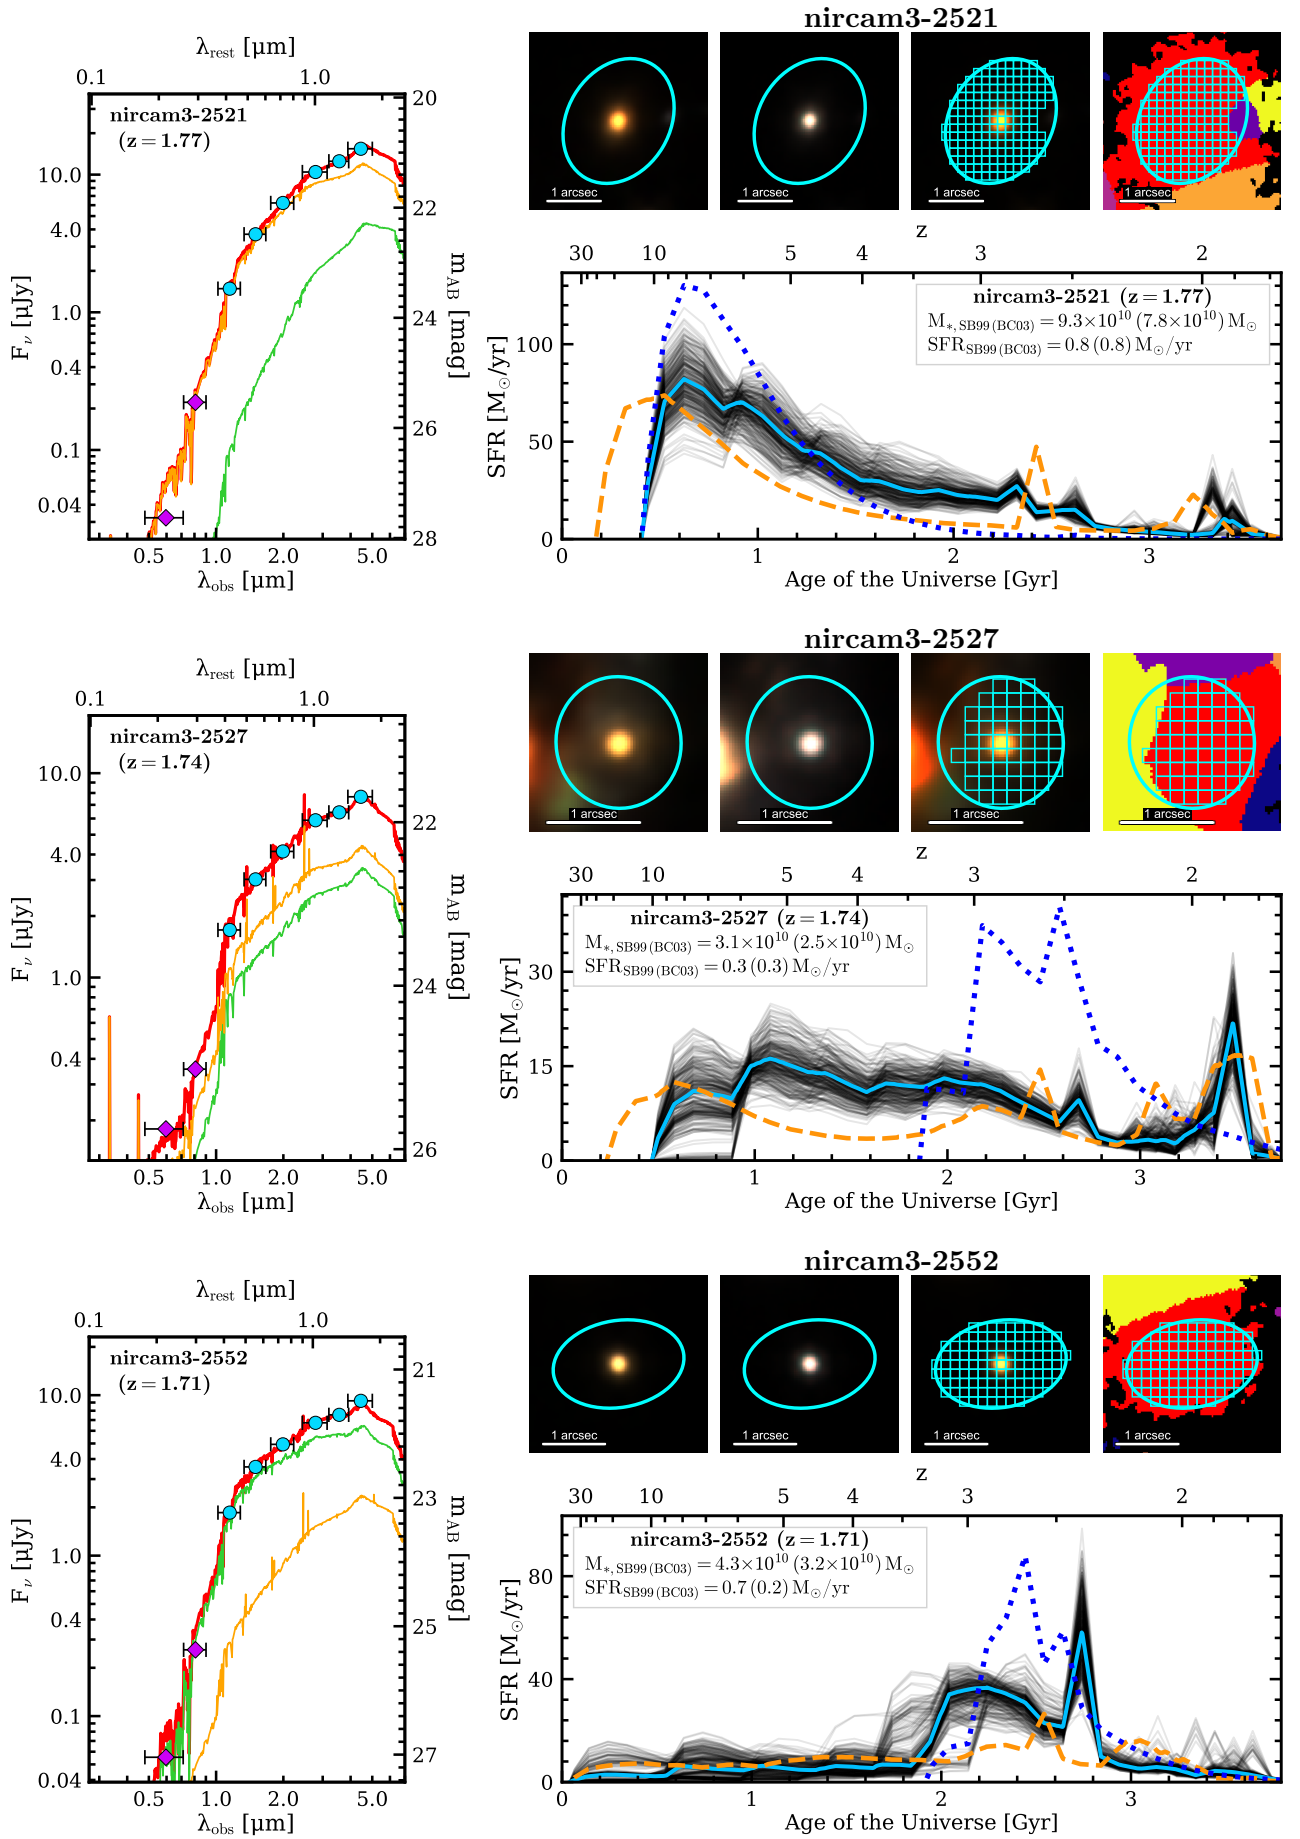 nircam3-2521
λrest [μm]
0.1 1.0
nircam3-2521
(z=1.77)
10.0 4.0 1.0 0.4 0.1 0.04
Fν [μJy]
20 22 24 26 28
mAB [mag]
0.5 1.0 2.0 5.0
λobs [μm]
1 arcsec 1 arcsec 1 arcsec 1 arcsec
z
30 10 5 4 3 2
nircam3-2521 (z=1.77)
M*,SB99(BC03) = 9.3×10^10 (7.8×10^10) M⊙
SFRSB99(BC03) = 0.8 (0.8) M⊙/yr
SFR [M⊙/yr]
100 50 0
0 1 2 3
Age of the Universe [Gyr]
nircam3-2527
λrest [μm]
0.1 1.0
nircam3-2527
(z=1.74)
10.0 4.0 1.0 0.4
Fν [μJy]
22 24 26
mAB [mag]
0.5 1.0 2.0 5.0
λobs [μm]
1 arcsec 1 arcsec 1 arcsec 1 arcsec
z
30 10 5 4 3 2
nircam3-2527 (z=1.74)
M*,SB99(BC03) = 3.1×10^10 (2.5×10^10) M⊙
SFRSB99(BC03) = 0.3 (0.3) M⊙/yr
SFR [M⊙/yr]
30 15 0
0 1 2 3
Age of the Universe [Gyr]
nircam3-2552
λrest [μm]
0.1 1.0
nircam3-2552
(z=1.71)
10.0 4.0 1.0 0.4 0.1 0.04
Fν [μJy]
21 23 25 27
mAB [mag]
0.5 1.0 2.0 5.0
λobs [μm]
1 arcsec 1 arcsec 1 arcsec 1 arcsec
z
30 10 5 4 3 2
nircam3-2552 (z=1.71)
M*,SB99(BC03) = 4.3×10^10 (3.2×10^10) M⊙
SFRSB99(BC03) = 0.7 (0.2) M⊙/yr
SFR [M⊙/yr]
80 40 0
0 1 2 3
Age of the Universe [Gyr]